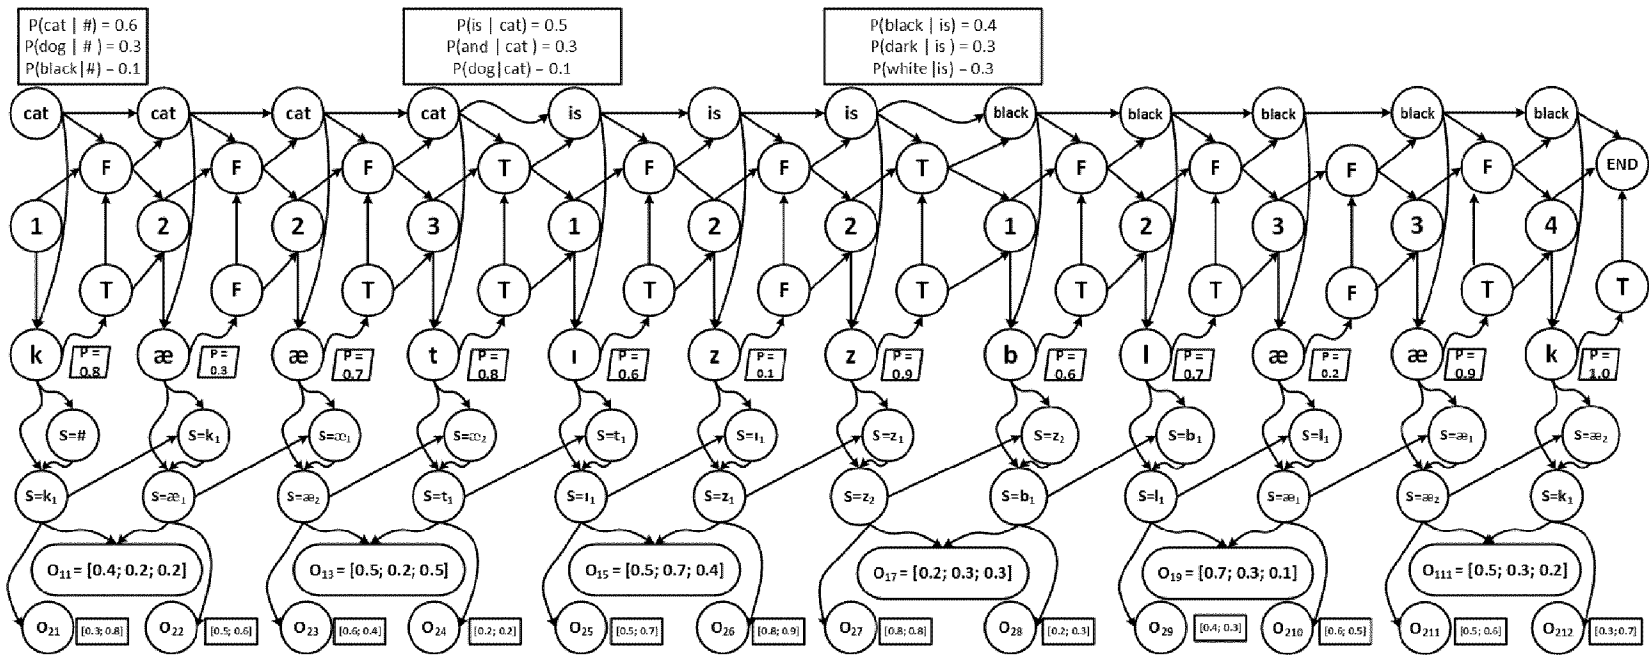 P(cat | #) = 0.6
P(dog | # ) = 0.3
P(black|#) – 0.1
P(is | cat) = 0.5
P(and | cat ) = 0.3
P(dog|cat) – 0.1
P(black | is) = 0.4
P(dark | is ) = 0.3
P(white |is) – 0.3
cat cat cat cat is is is black black black black black
F F F T F F T F F F F END
1 2 2 3 1 2 2 1 2 3 3 4
T F T T T F T T T F T T
k æ æ t ɪ z z b l æ æ k
P = 0.8 P = 0.3 P = 0.7 P = 0.8 P = 0.6 P = 0.1 P = 0.9 P = 0.6 P = 0.7 P = 0.2 P = 0.9 P = 1.0
S=# S=k₁ S=æ₁ S=æ₂ S=t₁ S=ɪ₁ S=z₁ S=z₂ S=b₁ S=l₁ S=æ₁ S=æ₂
S=k₁ S=æ₁ S=æ₂ S=t₁ S=ɪ₁ S=z₁ S=z₂ S=b₁ S=l₁ S=æ₁ S=æ₂ S=k₁
O₁₁ = [0.4; 0.2; 0.2] O₁₃ = [0.5; 0.2; 0.5] O₁₅ = [0.5; 0.7; 0.4] O₁₇ = [0.2; 0.3; 0.3] O₁₉ = [0.7; 0.3; 0.1] O₁₁₁ = [0.5; 0.3; 0.2]
O₂₁ [0.3; 0.8] O₂₂ [0.5; 0.6] O₂₃ [0.6; 0.4] O₂₄ [0.2; 0.2] O₂₅ [0.5; 0.7] O₂₆ [0.8; 0.9] O₂₇ [0.8; 0.8] O₂₈ [0.2; 0.3] O₂₉ [0.4; 0.3] O₂₁₀ [0.6; 0.5] O₂₁₁ [0.5; 0.6] O₂₁₂ [0.3; 0.7]